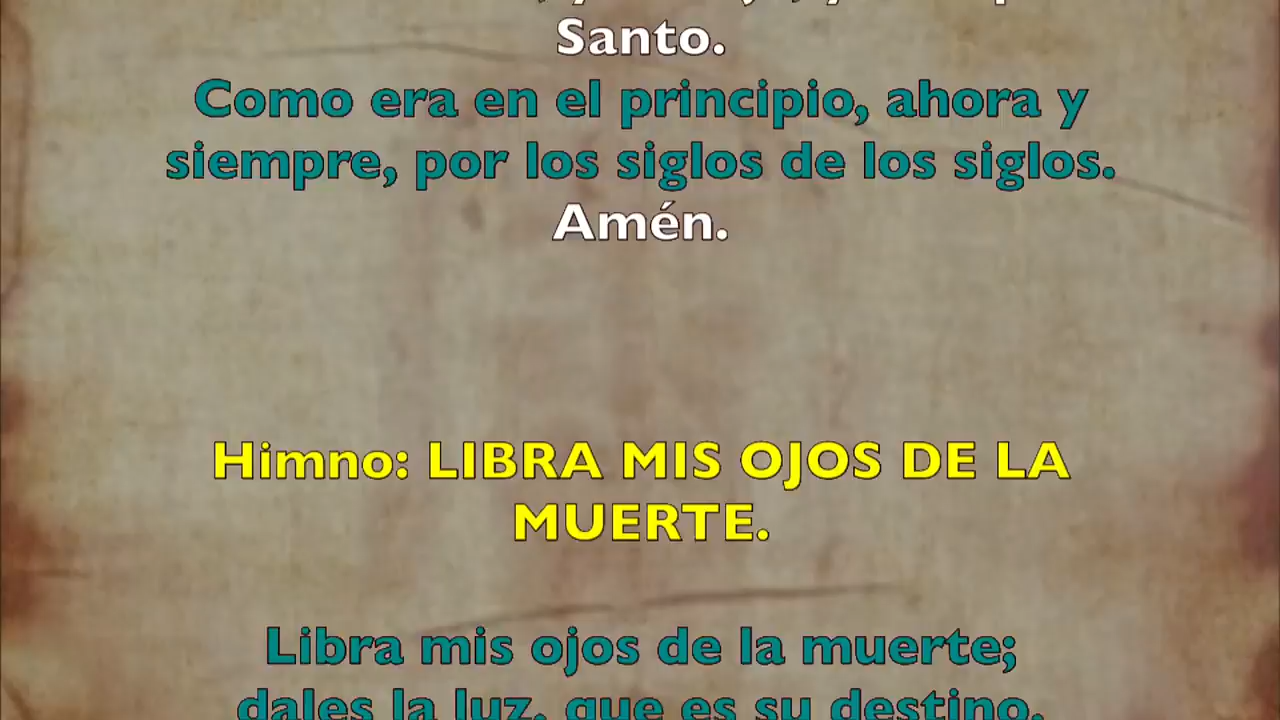 Santo.
Como era en el principio, ahora y
siempre, por los siglos de los siglos.
Amén.
Himno: LIBRA MIS OJOS DE LA
MUERTE.
Libra mis ojos de la muerte;
dales la luz, que es su destino.